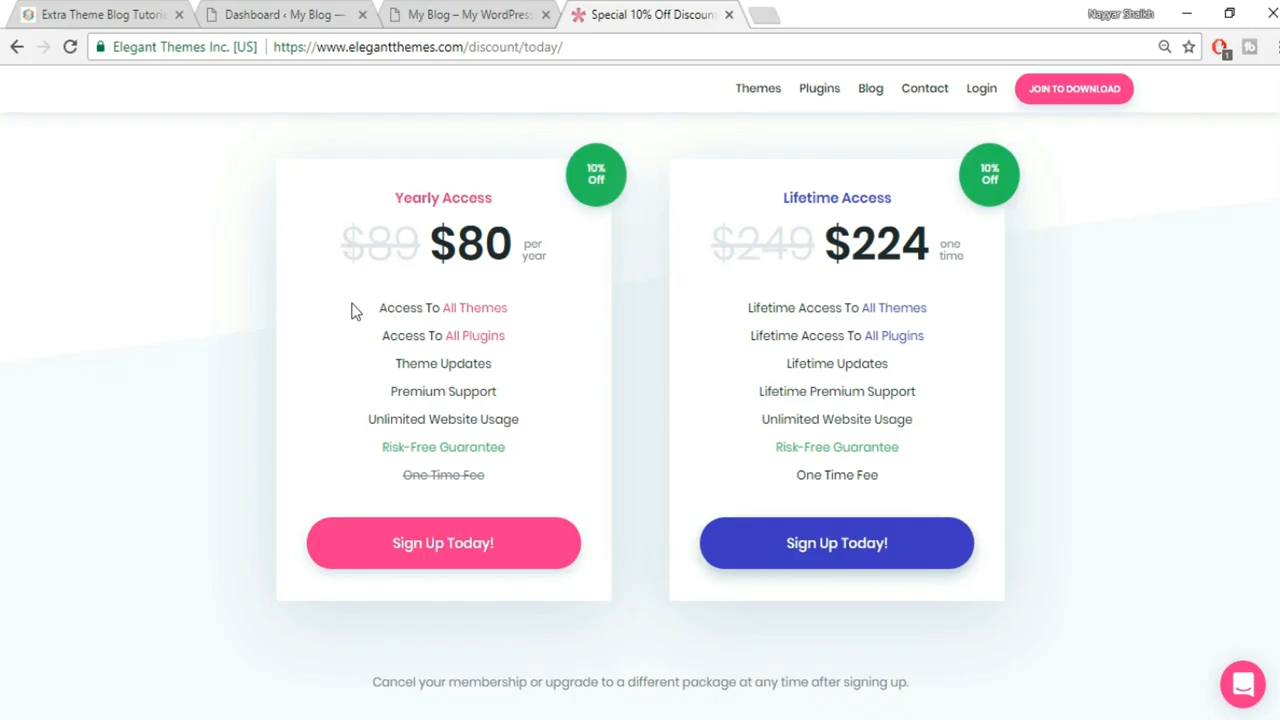 Extra Theme Blog Tutoria
Dashboard ‹ My Blog —
My Blog – My WordPress
Special 10% Off Discoun
Nayyar Shaikh
Elegant Themes Inc. [US]
https://www.elegantthemes.com/discount/today/
1
Themes
Plugins
Blog
Contact
Login
JOIN TO DOWNLOAD
10%
Off
Yearly Access
$89 $80 per
year
Access To All Themes
Access To All Plugins
Theme Updates
Premium Support
Unlimited Website Usage
Risk-Free Guarantee
One Time Fee
Sign Up Today!
10%
Off
Lifetime Access
$249 $224 one
time
Lifetime Access To All Themes
Lifetime Access To All Plugins
Lifetime Updates
Lifetime Premium Support
Unlimited Website Usage
Risk-Free Guarantee
One Time Fee
Sign Up Today!
Cancel your membership or upgrade to a different package at any time after signing up.